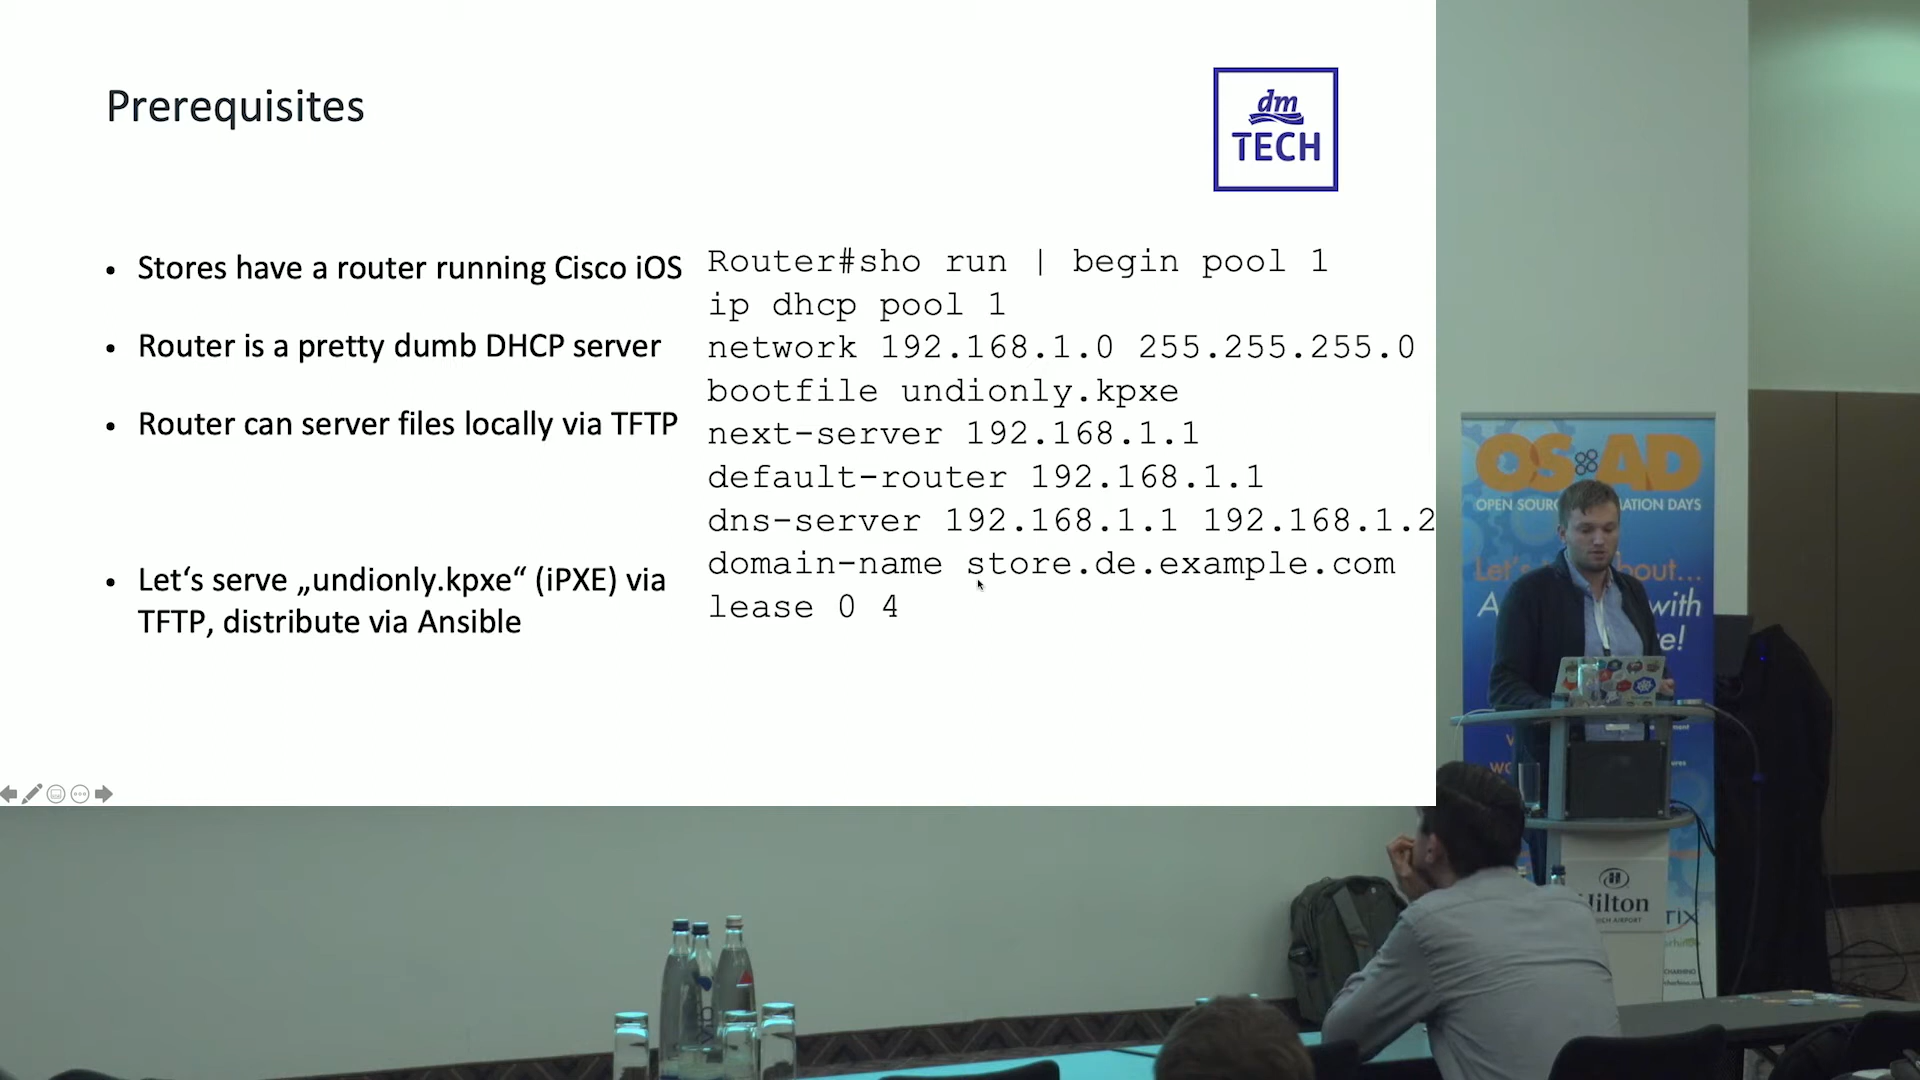 Prerequisites
dm
TECH
• Stores have a router running Cisco iOS
• Router is a pretty dumb DHCP server
• Router can server files locally via TFTP
• Let‘s serve „undionly.kpxe“ (iPXE) via
TFTP, distribute via Ansible
Router#sho run | begin pool 1
ip dhcp pool 1
network 192.168.1.0 255.255.255.0
bootfile undionly.kpxe
next-server 192.168.1.1
default-router 192.168.1.1
dns-server 192.168.1.1 192.168.1.2
domain-name store.de.example.com
lease 0 4
OS AD
OPEN SOUR ATION DAYS
Let's bout...
A with
e!
Hilton